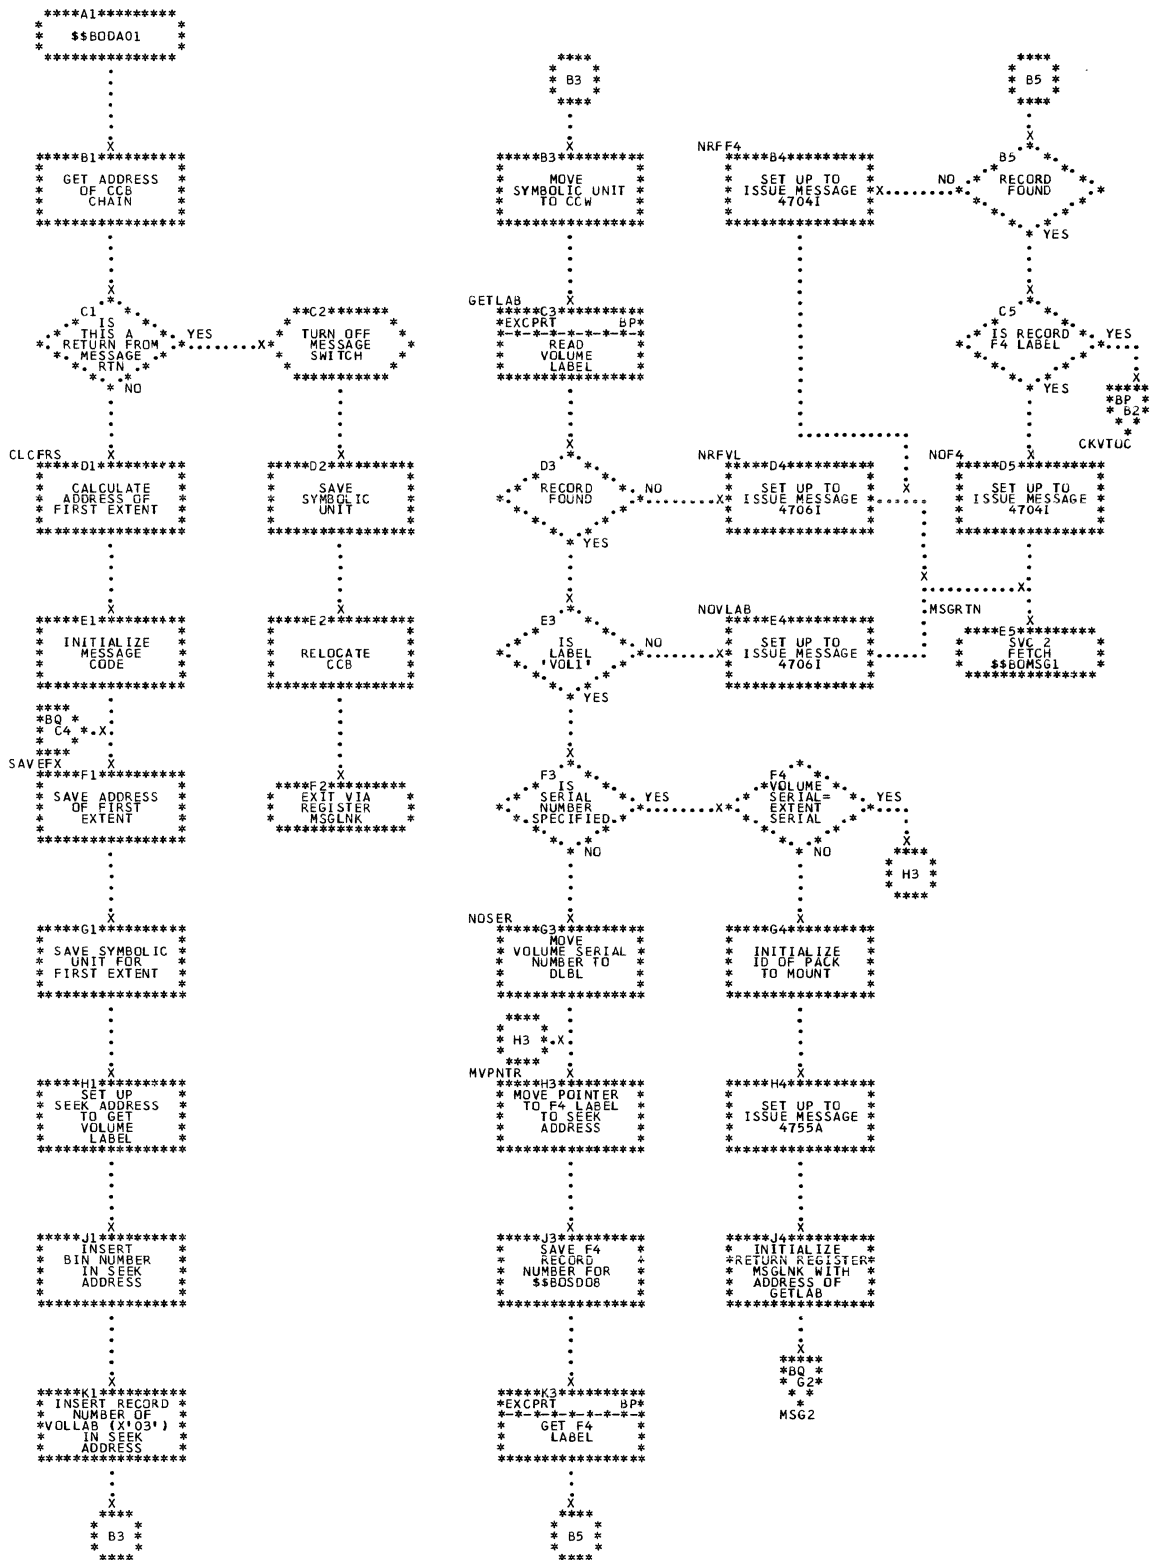 A1
$$BODA01
B1
GET ADDRESS
OF CCB
CHAIN
C1
IS
THIS A
RETURN FROM
MESSAGE
RTN
YES
NO
C2
TURN OFF
MESSAGE
SWITCH
CLCFRS
D1
CALCULATE
ADDRESS OF
FIRST EXTENT
D2
SAVE
SYMBOLIC
UNIT
E1
INITIALIZE
MESSAGE
CODE
E2
RELOCATE
CCB
BQ
C4
SAVEFX
F1
SAVE ADDRESS
OF FIRST
EXTENT
F2
EXIT VIA
REGISTER
MSGLNK
G1
SAVE SYMBOLIC
UNIT FOR
FIRST EXTENT
H1
SET UP
SEEK ADDRESS
TO GET
VOLUME
LABEL
J1
INSERT
BIN NUMBER
IN SEEK
ADDRESS
K1
INSERT RECORD
NUMBER OF
VOLLAB (X'03')
IN SEEK
ADDRESS
B3
B3
B3
MOVE
SYMBOLIC UNIT
TO CCW
GETLAB
C3
EXCPRT BP
READ
VOLUME
LABEL
D3
RECORD
FOUND
NO
YES
E3
IS
LABEL
'VOL1'
NO
YES
F3
IS
SERIAL
NUMBER
SPECIFIED
YES
NO
NOSER
G3
MOVE
VOLUME SERIAL
NUMBER TO
DLBL
H3
MVPNTR
H3
MOVE POINTER
TO F4 LABEL
TO SEEK
ADDRESS
J3
SAVE F4
RECORD
NUMBER FOR
$$BOSD08
K3
EXCPRT BP
GET F4
LABEL
B5
NRFF4
B4
SET UP TO
ISSUE MESSAGE
4704I
NRFVL
D4
SET UP TO
ISSUE MESSAGE
4706I
NOVLAB
E4
SET UP TO
ISSUE MESSAGE
4706I
F4
VOLUME
SERIAL=
EXTENT
SERIAL
YES
NO
H3
G4
INITIALIZE
ID OF PACK
TO MOUNT
H4
SET UP TO
ISSUE MESSAGE
4755A
J4
INITIALIZE
RETURN REGISTER
MSGLNK WITH
ADDRESS OF
GETLAB
BQ
G2
MSG2
B5
B5
RECORD
FOUND
NO
YES
C5
IS RECORD
F4 LABEL
YES
YES
BP
B2
CKVTOC
NOF4
D5
SET UP TO
ISSUE MESSAGE
4704I
MSGRTN
E5
SVC 2
FETCH
$$BOMSG1